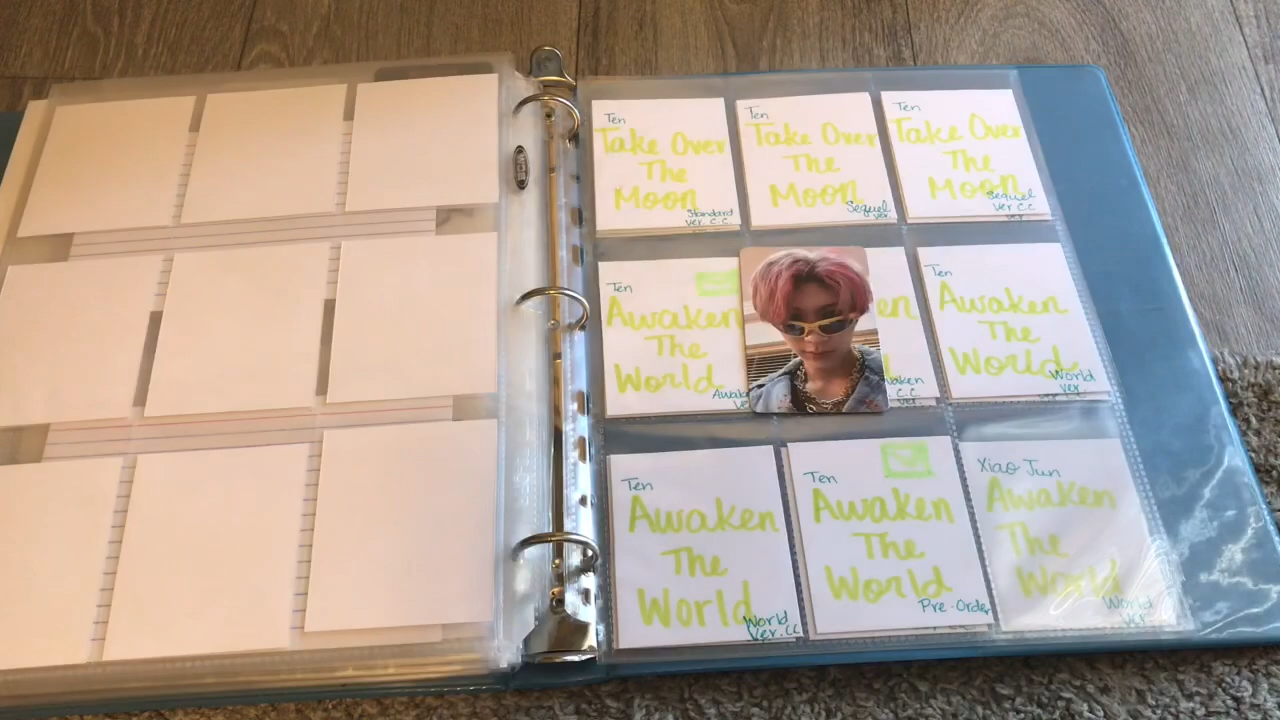 Ten
Take Over
The
Moon
Standard
ver. C.C.
Ten
Take Over
The
Moon
Sequel
ver.
Ten
Take Over
The
Moon
Sequel
ver. C.C
Ten
Awaken
The
World
en
C.C.
Ten
Awaken
The
World
World
ver.
Ten
Awaken
The
World
World
ver. CC
Ten
Awaken
The
World
Pre-Order
Xiao Jun
Awaken
The
World
World
ver.